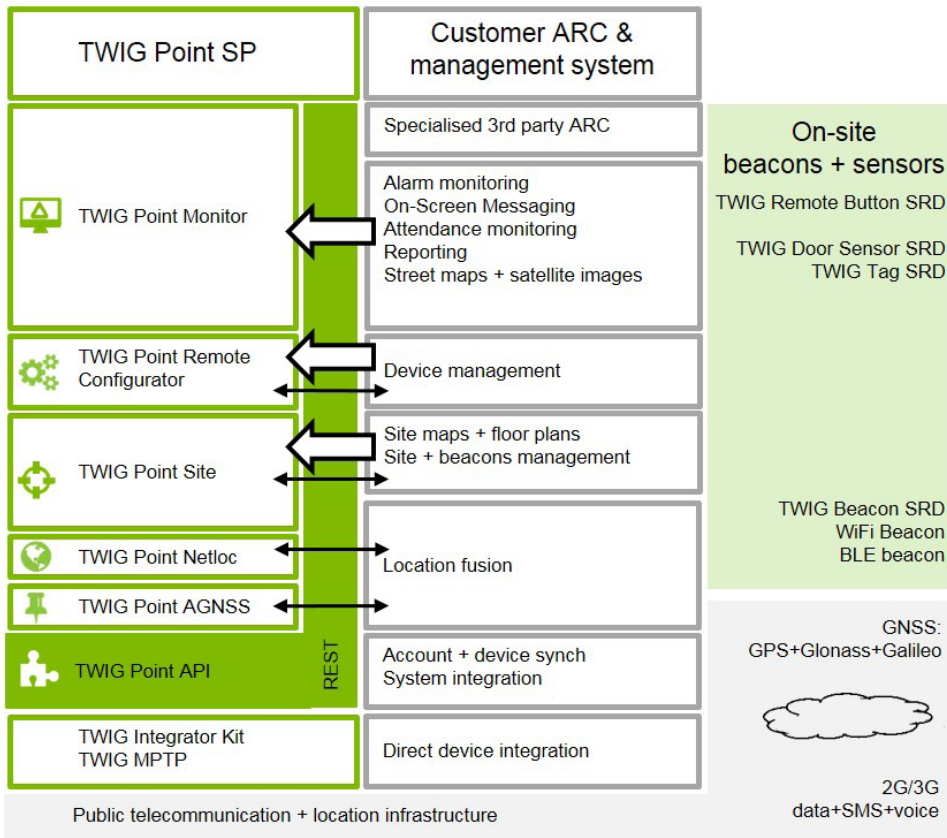 TWIG Point SP
Customer ARC &
management system
Specialised 3rd party ARC
TWIG Point Monitor
Alarm monitoring
On-Screen Messaging
Attendance monitoring
Reporting
Street maps + satellite images
TWIG Point Remote
Configurator
Device management
TWIG Point Site
Site maps + floor plans
Site + beacons management
TWIG Point Netloc
Location fusion
TWIG Point AGNSS
TWIG Point API
REST
Account + device synch
System integration
TWIG Integrator Kit
TWIG MPTP
Direct device integration
Public telecommunication + location infrastructure
On-site
beacons + sensors
TWIG Remote Button SRD
TWIG Door Sensor SRD
TWIG Tag SRD
TWIG Beacon SRD
WiFi Beacon
BLE beacon
GNSS:
GPS+Glonass+Galileo
2G/3G
data+SMS+voice